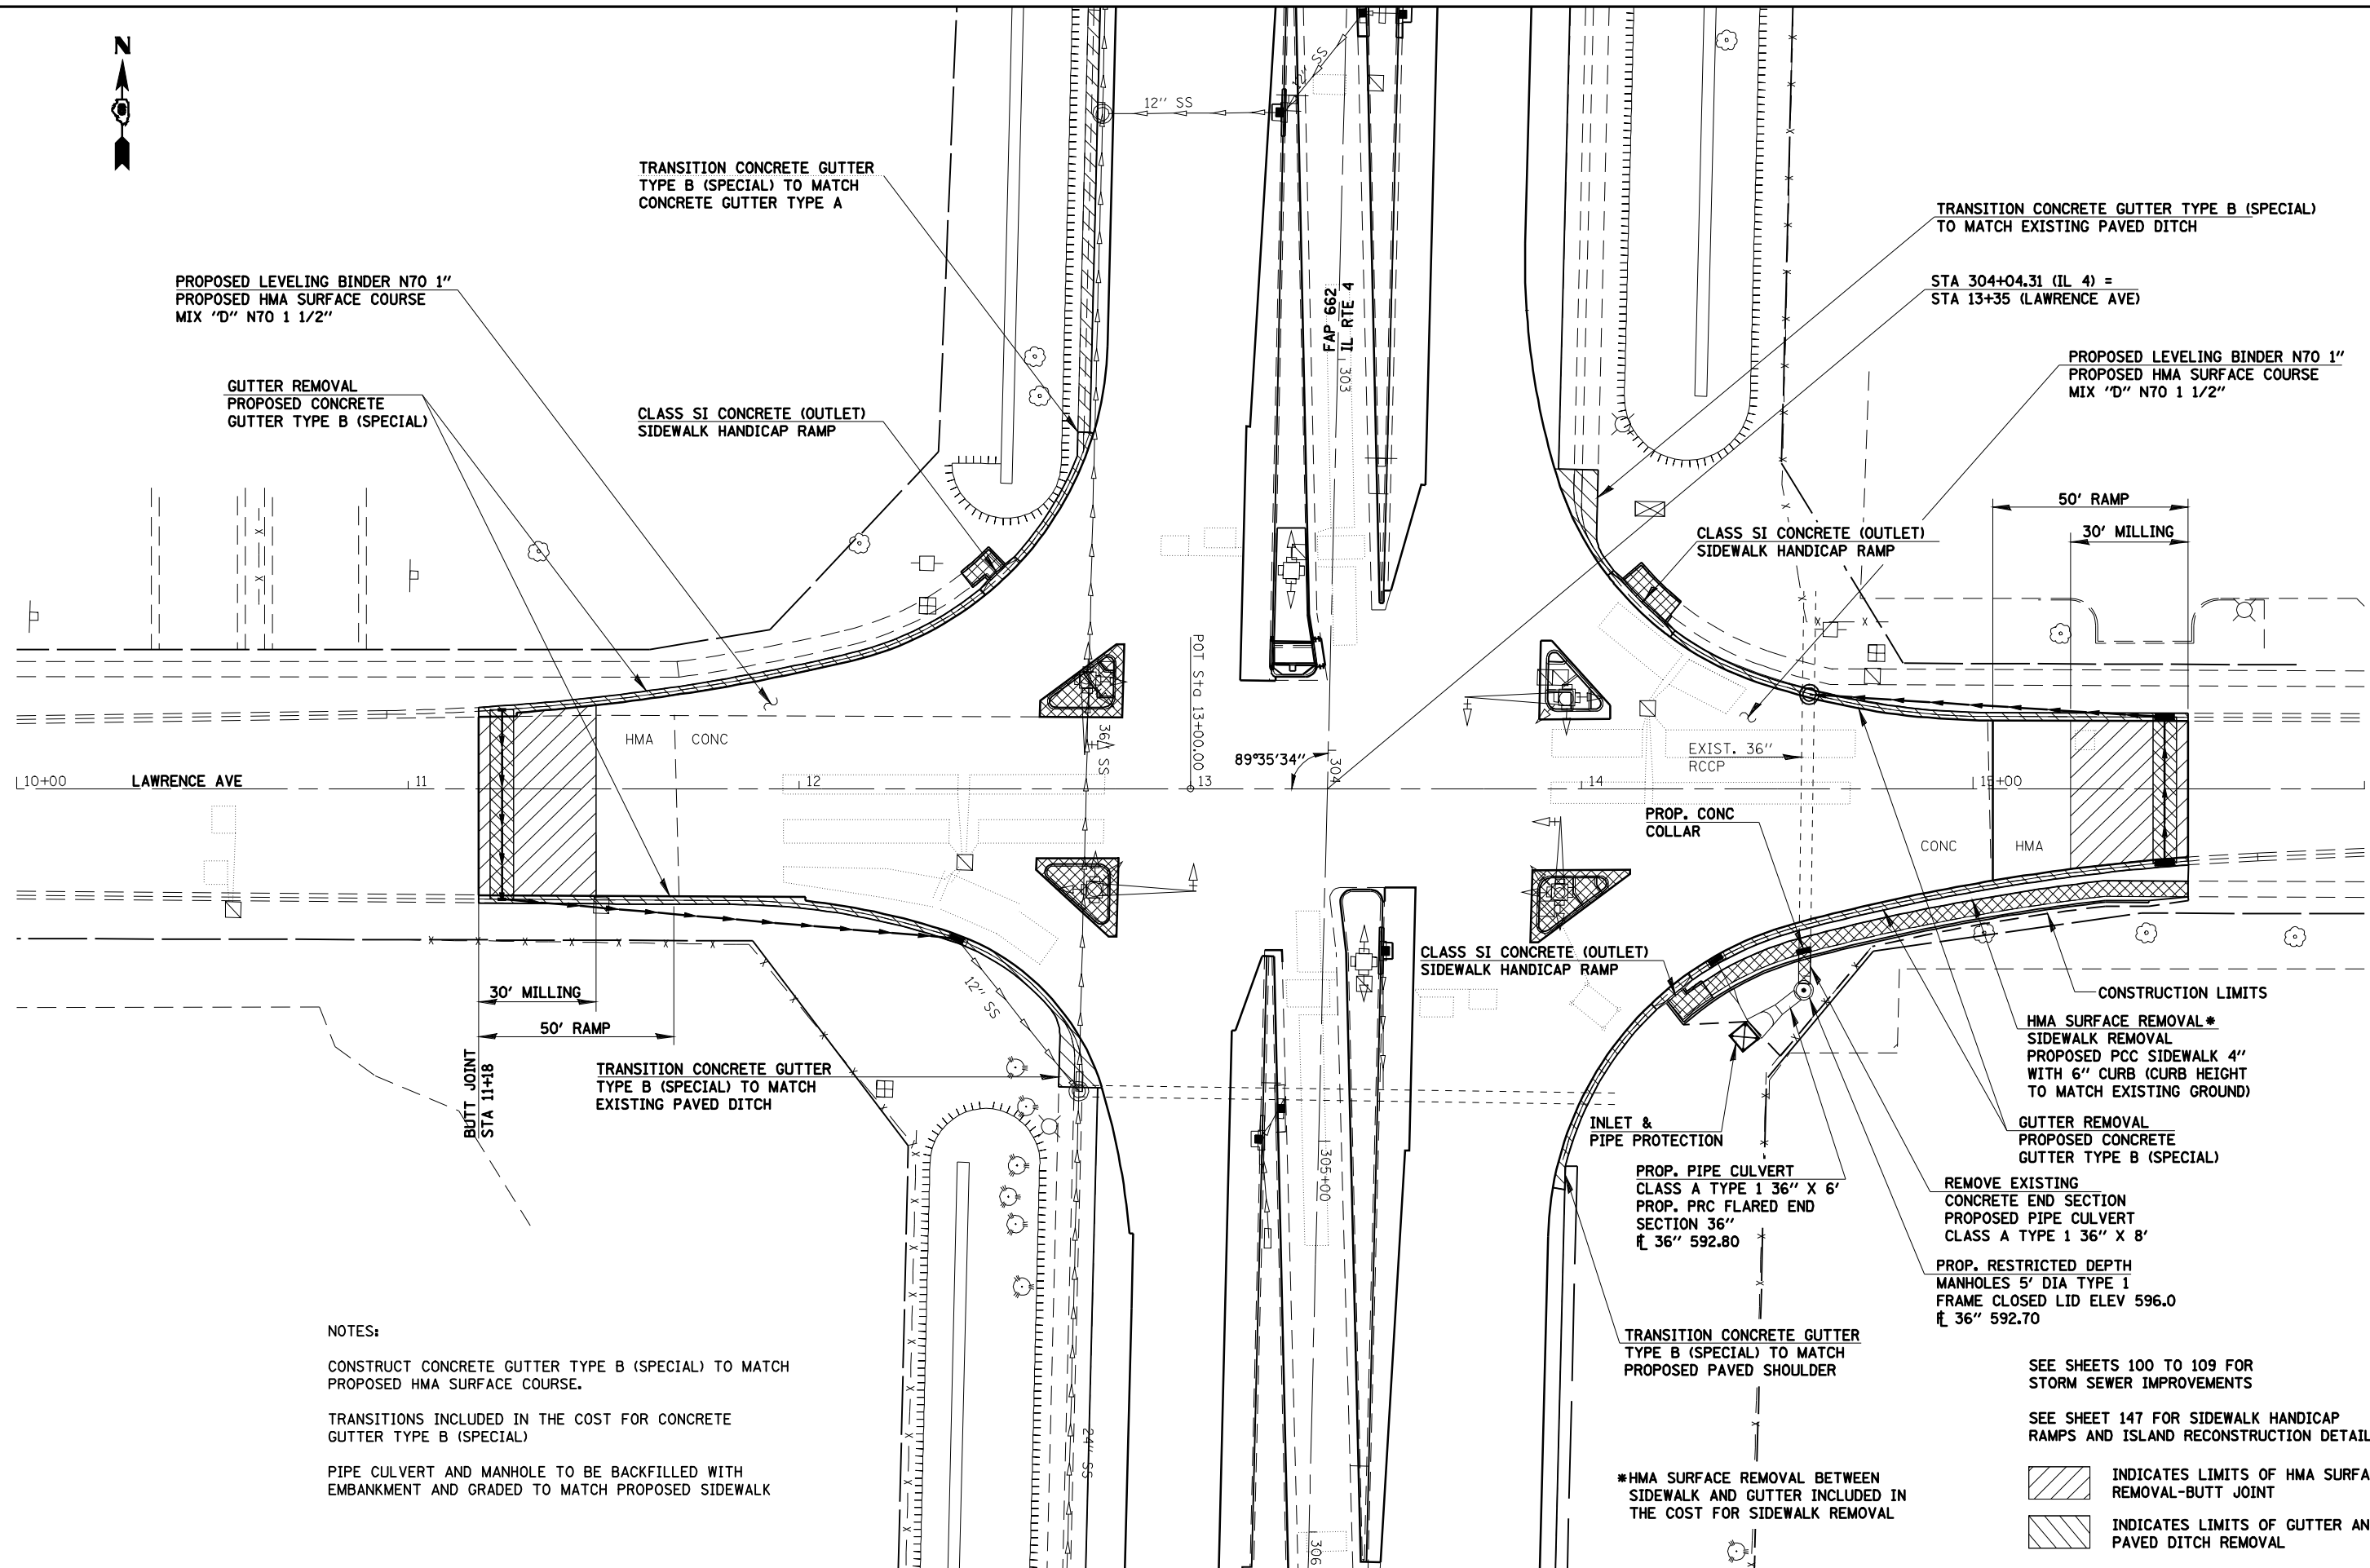 N
12" SS
12" SS
TRANSITION CONCRETE GUTTER
TYPE B (SPECIAL) TO MATCH
CONCRETE GUTTER TYPE A
TRANSITION CONCRETE GUTTER TYPE B (SPECIAL)
TO MATCH EXISTING PAVED DITCH
PROPOSED LEVELING BINDER N70 1"
PROPOSED HMA SURFACE COURSE
MIX "D" N70 1 1/2"
STA 304+04.31 (IL 4) =
STA 13+35 (LAWRENCE AVE)
FAP 662
IL RTE 4
303
PROPOSED LEVELING BINDER N70 1"
PROPOSED HMA SURFACE COURSE
MIX "D" N70 1 1/2"
GUTTER REMOVAL
PROPOSED CONCRETE
GUTTER TYPE B (SPECIAL)
CLASS SI CONCRETE (OUTLET)
SIDEWALK HANDICAP RAMP
50' RAMP
30' MILLING
CLASS SI CONCRETE (OUTLET)
SIDEWALK HANDICAP RAMP
POT Sta 13+00.00
36" SS
HMA
CONC
89°35'34"
304
EXIST. 36"
RCCP
10+00
LAWRENCE AVE
11
12
13
14
15+00
PROP. CONC
COLLAR
CONC
HMA
CLASS SI CONCRETE (OUTLET)
SIDEWALK HANDICAP RAMP
12" SS
30' MILLING
50' RAMP
BUTT JOINT
STA 11+18
CONSTRUCTION LIMITS
HMA SURFACE REMOVAL*
SIDEWALK REMOVAL
PROPOSED PCC SIDEWALK 4"
WITH 6" CURB (CURB HEIGHT
TO MATCH EXISTING GROUND)
TRANSITION CONCRETE GUTTER
TYPE B (SPECIAL) TO MATCH
EXISTING PAVED DITCH
INLET &
PIPE PROTECTION
GUTTER REMOVAL
PROPOSED CONCRETE
GUTTER TYPE B (SPECIAL)
305+00
PROP. PIPE CULVERT
CLASS A TYPE 1 36" X 6'
PROP. PRC FLARED END
SECTION 36"
FL 36" 592.80
REMOVE EXISTING
CONCRETE END SECTION
PROPOSED PIPE CULVERT
CLASS A TYPE 1 36" X 8'
PROP. RESTRICTED DEPTH
MANHOLES 5' DIA TYPE 1
FRAME CLOSED LID ELEV 596.0
FL 36" 592.70
TRANSITION CONCRETE GUTTER
TYPE B (SPECIAL) TO MATCH
PROPOSED PAVED SHOULDER
NOTES:
CONSTRUCT CONCRETE GUTTER TYPE B (SPECIAL) TO MATCH
PROPOSED HMA SURFACE COURSE.
TRANSITIONS INCLUDED IN THE COST FOR CONCRETE
GUTTER TYPE B (SPECIAL)
PIPE CULVERT AND MANHOLE TO BE BACKFILLED WITH
EMBANKMENT AND GRADED TO MATCH PROPOSED SIDEWALK
24" SS
306
*HMA SURFACE REMOVAL BETWEEN
SIDEWALK AND GUTTER INCLUDED IN
THE COST FOR SIDEWALK REMOVAL
SEE SHEETS 100 TO 109 FOR
STORM SEWER IMPROVEMENTS
SEE SHEET 147 FOR SIDEWALK HANDICAP
RAMPS AND ISLAND RECONSTRUCTION DETAIL
INDICATES LIMITS OF HMA SURFA
REMOVAL-BUTT JOINT
INDICATES LIMITS OF GUTTER AN
PAVED DITCH REMOVAL